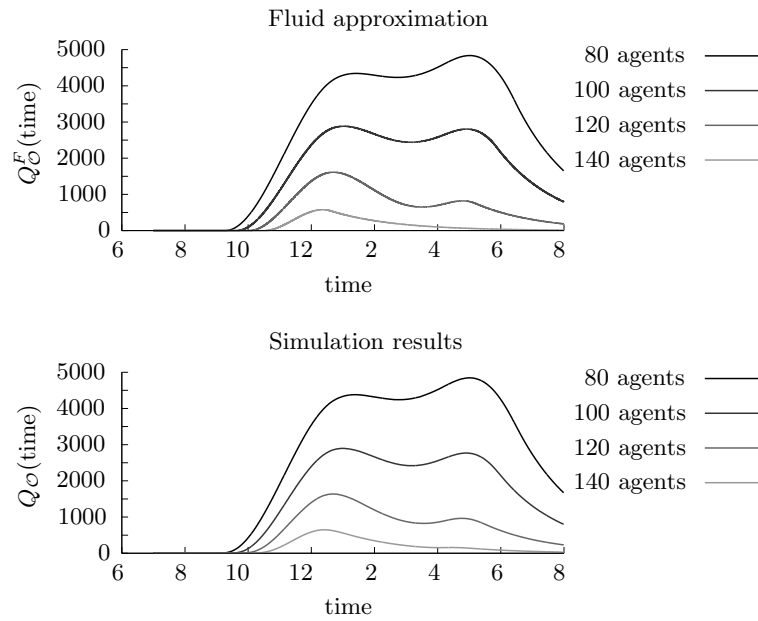 Fluid approximation
Q_𝒪^F(time)
5000
4000
3000
2000
1000
0
6 8 10 12 2 4 6 8
time
80 agents
100 agents
120 agents
140 agents
Simulation results
Q_𝒪(time)
5000
4000
3000
2000
1000
0
6 8 10 12 2 4 6 8
time
80 agents
100 agents
120 agents
140 agents